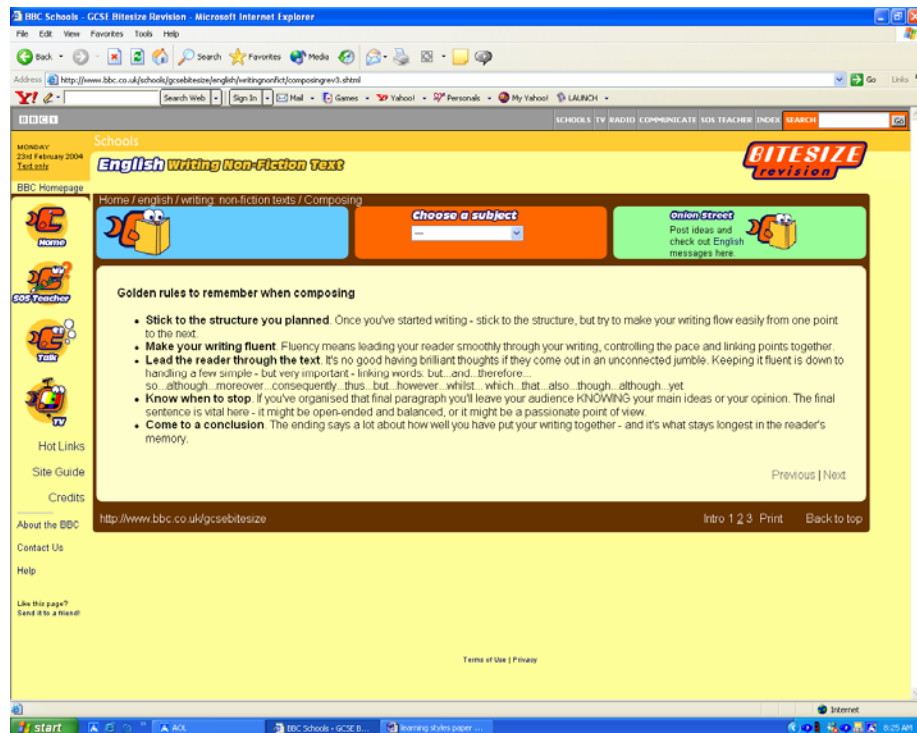 BBC Schools - GCSE Bitesize Revision - Microsoft Internet Explorer
File Edit View Favorites Tools Help
Back Search Favorites Media
Address http://www.bbc.co.uk/schools/gcsebitesize/english/writingnonfict/composingrev3.shtml Go Links
Y! Search Web Sign In Mail Games Yahoo! Personals My Yahoo! LAUNCH
BBC SCHOOLS TV RADIO COMMUNICATE SOS TEACHER INDEX SEARCH GO
MONDAY
23rd February 2004
Text only
BBC Homepage
Schools
English Writing Non-Fiction Text
BITESIZE
revision
Home / english / writing: non-fiction texts / Composing
Choose a subject
---
Onion Street
Post ideas and
check out English
messages here.
Home
SOS Teacher
Talk
TV
Hot Links
Site Guide
Credits
About the BBC
Contact Us
Help
Like this page?
Send it to a friend!
Golden rules to remember when composing
Stick to the structure you planned. Once you've started writing - stick to the structure, but try to make your writing flow easily from one point
to the next.
Make your writing fluent. Fluency means leading your reader smoothly through your writing, controlling the pace and linking points together.
Lead the reader through the text. It's no good having brilliant thoughts if they come out in an unconnected jumble. Keeping it fluent is down to
handling a few simple - but very important - linking words: but...and...therefore...
so...although...moreover...consequently...thus...but...however...whilst... which...that...also...though...although...yet
Know when to stop. If you've organised that final paragraph you'll leave your audience KNOWING your main ideas or your opinion. The final
sentence is vital here - it might be open-ended and balanced, or it might be a passionate point of view.
Come to a conclusion. The ending says a lot about how well you have put your writing together - and it's what stays longest in the reader's
memory.
Previous | Next
http://www.bbc.co.uk/gcsebitesize Intro 1 2 3 Print Back to top
Terms of Use | Privacy
Internet
start AOL BBC Schools - GCSE B... learning styles paper ... 8:25 AM